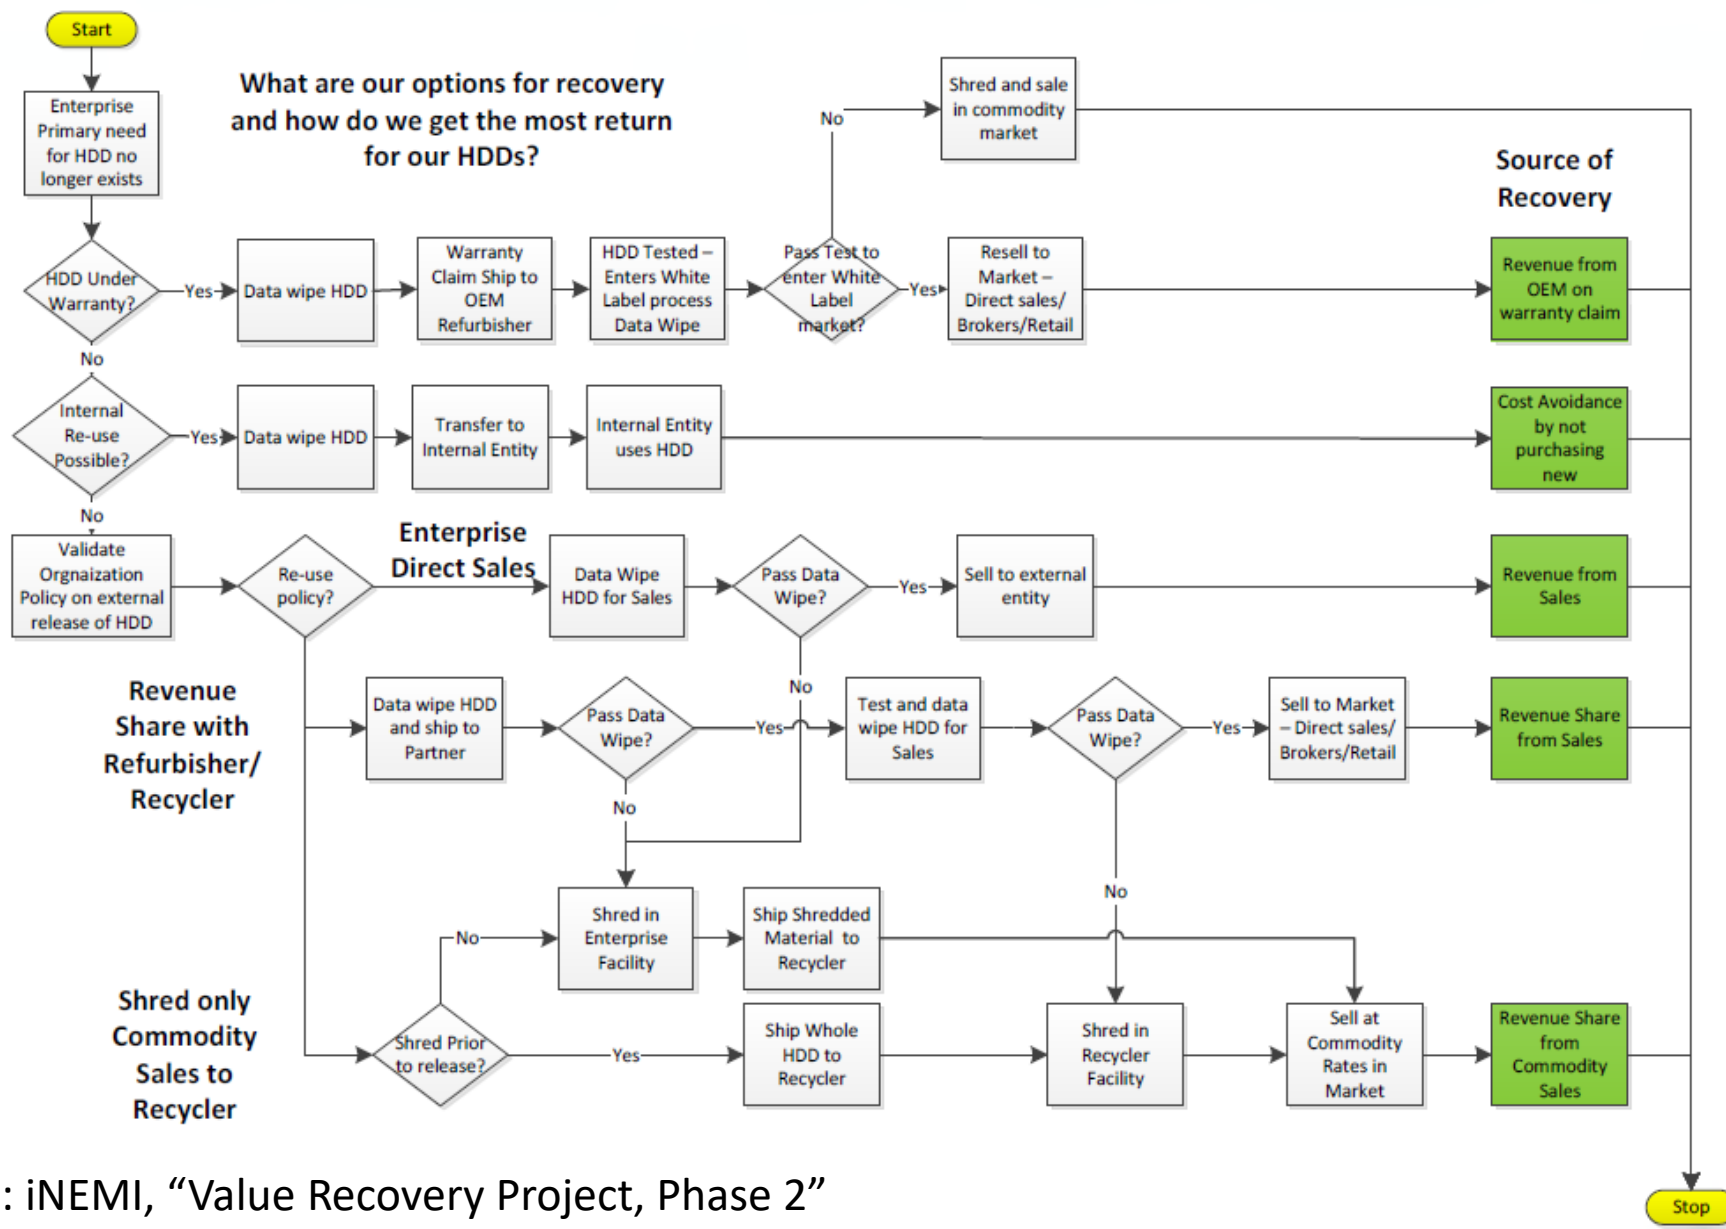 Start
Enterprise
Primary need
for HDD no
longer exists
What are our options for recovery
and how do we get the most return
for our HDDs?
No
Shred and sale
in commodity
market
Source of
Recovery
HDD Under
Warranty?
Yes
Data wipe HDD
Warranty
Claim Ship to
OEM
Refurbisher
HDD Tested –
Enters White
Label process
Data Wipe
Pass Test to
enter White
Label
market?
Yes
Resell to
Market –
Direct sales/
Brokers/Retail
Revenue from
OEM on
warranty claim
No
Internal
Re-use
Possible?
Yes
Data wipe HDD
Transfer to
Internal Entity
Internal Entity
uses HDD
Cost Avoidance
by not
purchasing
new
No
Validate
Orgnaization
Policy on external
release of HDD
Re-use
policy?
Enterprise
Direct Sales
Data Wipe
HDD for Sales
Pass Data
Wipe?
Yes
Sell to external
entity
Revenue from
Sales
No
Revenue
Share with
Refurbisher/
Recycler
Data wipe HDD
and ship to
Partner
Pass Data
Wipe?
Yes
Test and data
wipe HDD for
Sales
Pass Data
Wipe?
Yes
Sell to Market
– Direct sales/
Brokers/Retail
Revenue Share
from Sales
No
No
Shred only
Commodity
Sales to
Recycler
No
Shred in
Enterprise
Facility
Ship Shredded
Material to
Recycler
Shred Prior
to release?
Yes
Ship Whole
HDD to
Recycler
Shred in
Recycler
Facility
Sell at
Commodity
Rates in
Market
Revenue Share
from
Commodity
Sales
: iNEMI, “Value Recovery Project, Phase 2”
Stop